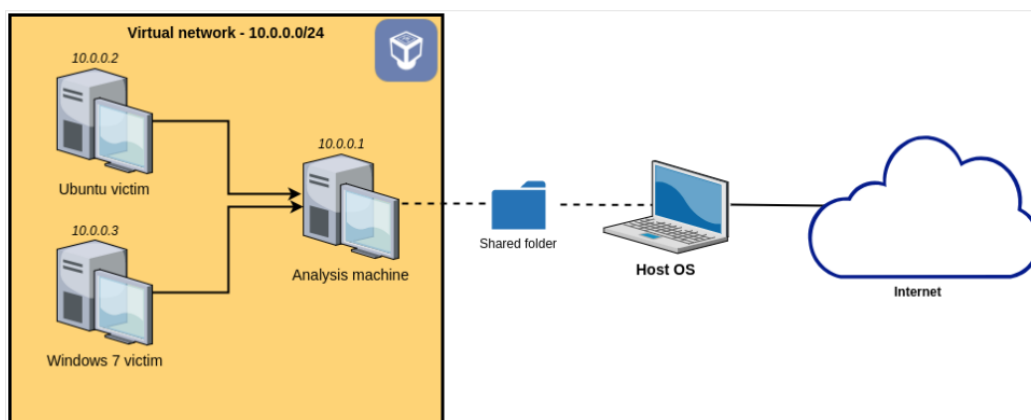 Virtual network - 10.0.0.0/24
10.0.0.2
Ubuntu victim
10.0.0.1
Analysis machine
10.0.0.3
Windows 7 victim
Shared folder
Host OS
Internet